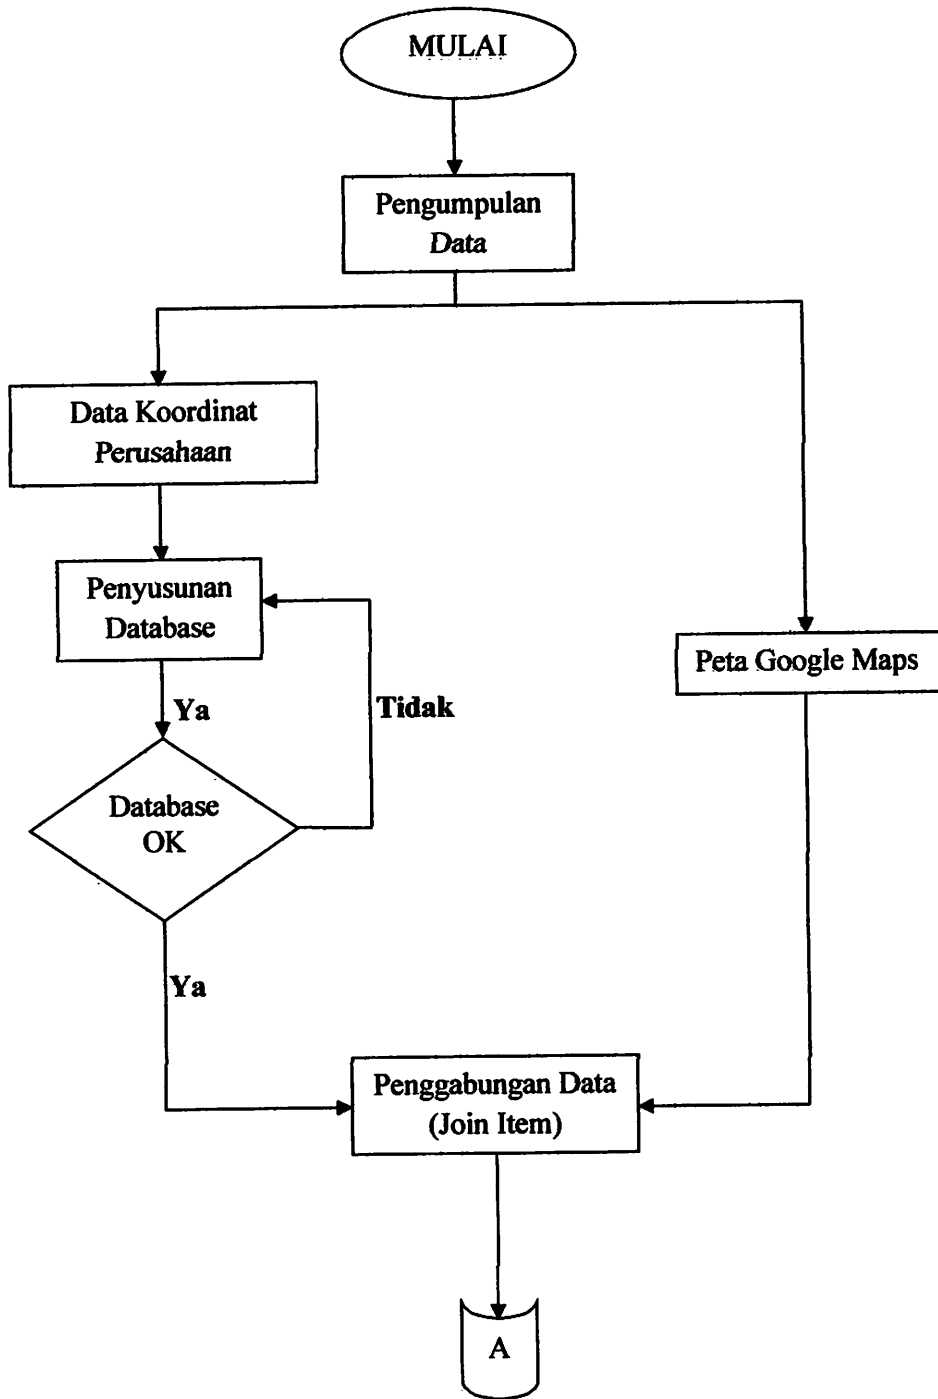 MULAI
Pengumpulan
Data
Data Koordinat
Perusahaan
Penyusunan
Database
Peta Google Maps
Ya
Tidak
Database
OK
Ya
Penggabungan Data
(Join Item)
A